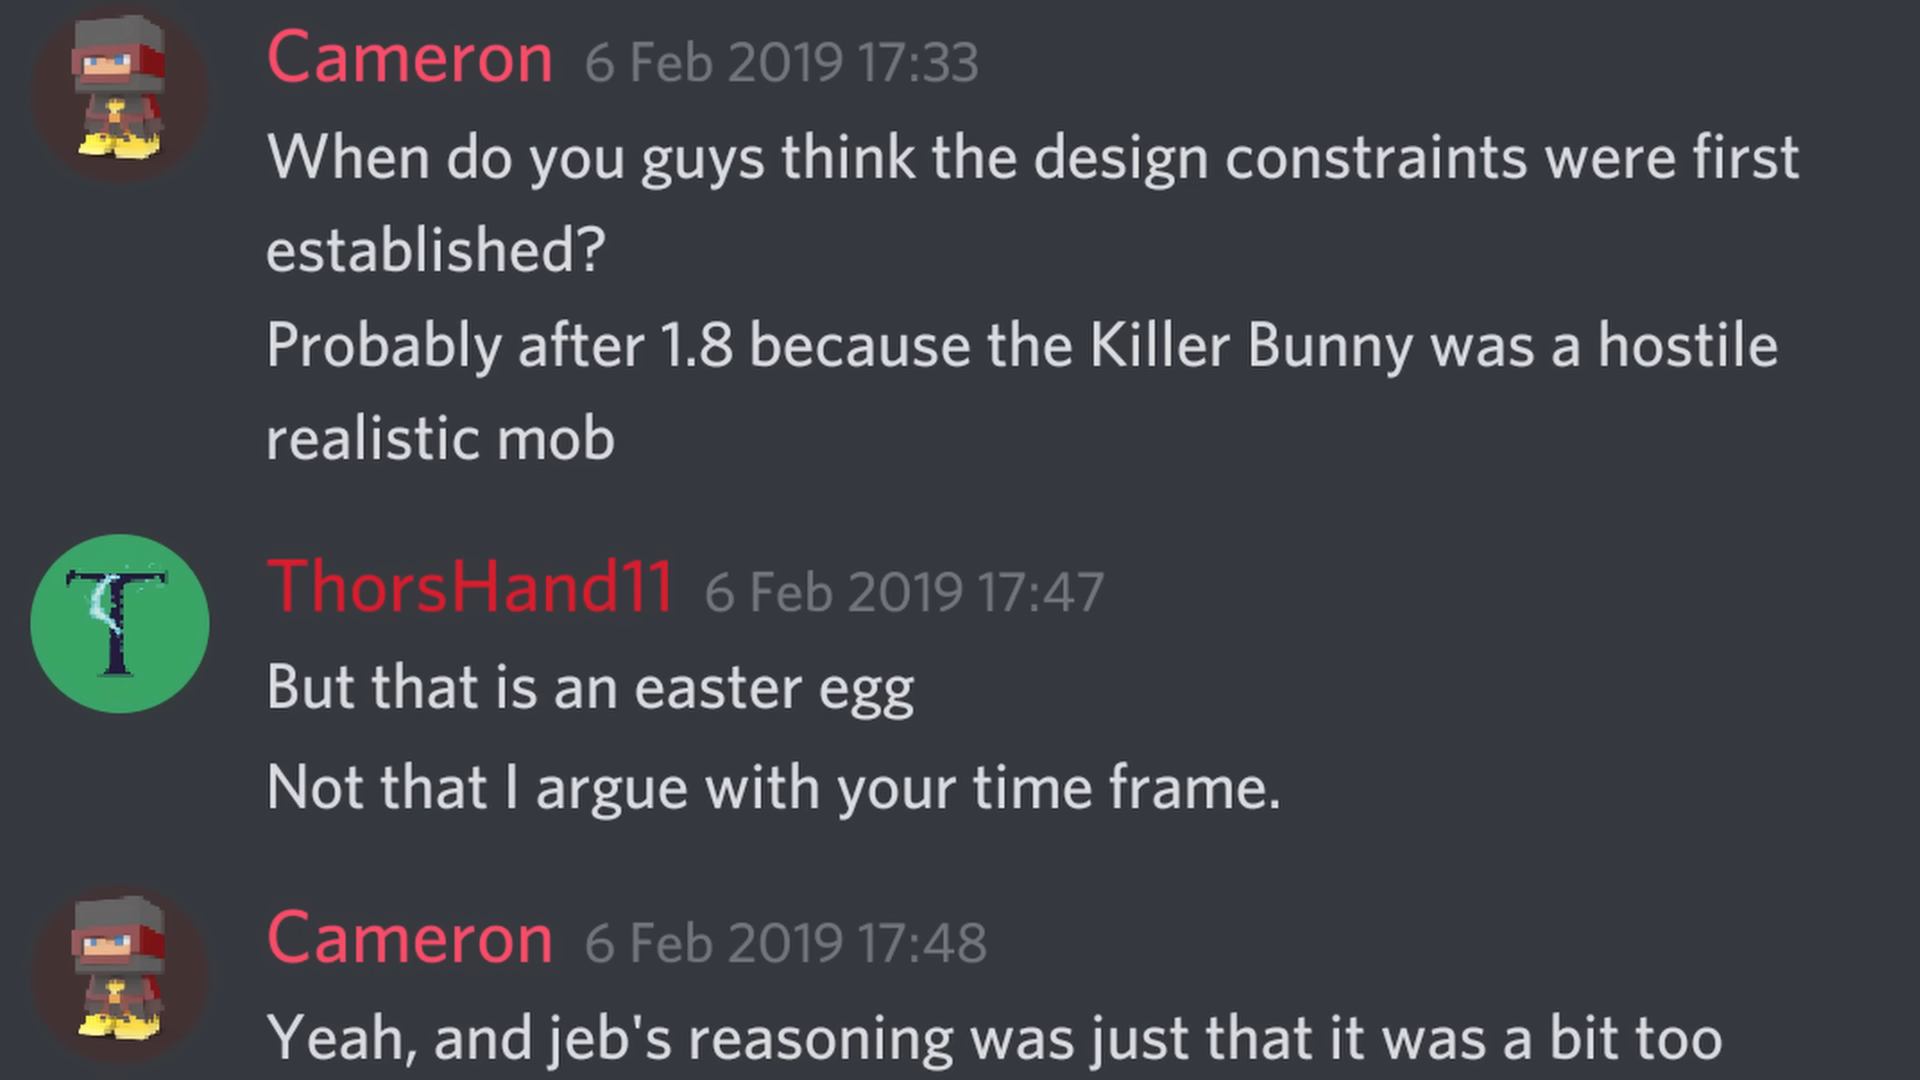 Cameron 6 Feb 2019 17:33
When do you guys think the design constraints were first
established?
Probably after 1.8 because the Killer Bunny was a hostile
realistic mob
ThorsHand11 6 Feb 2019 17:47
But that is an easter egg
Not that I argue with your time frame.
Cameron 6 Feb 2019 17:48
Yeah, and jeb's reasoning was just that it was a bit too